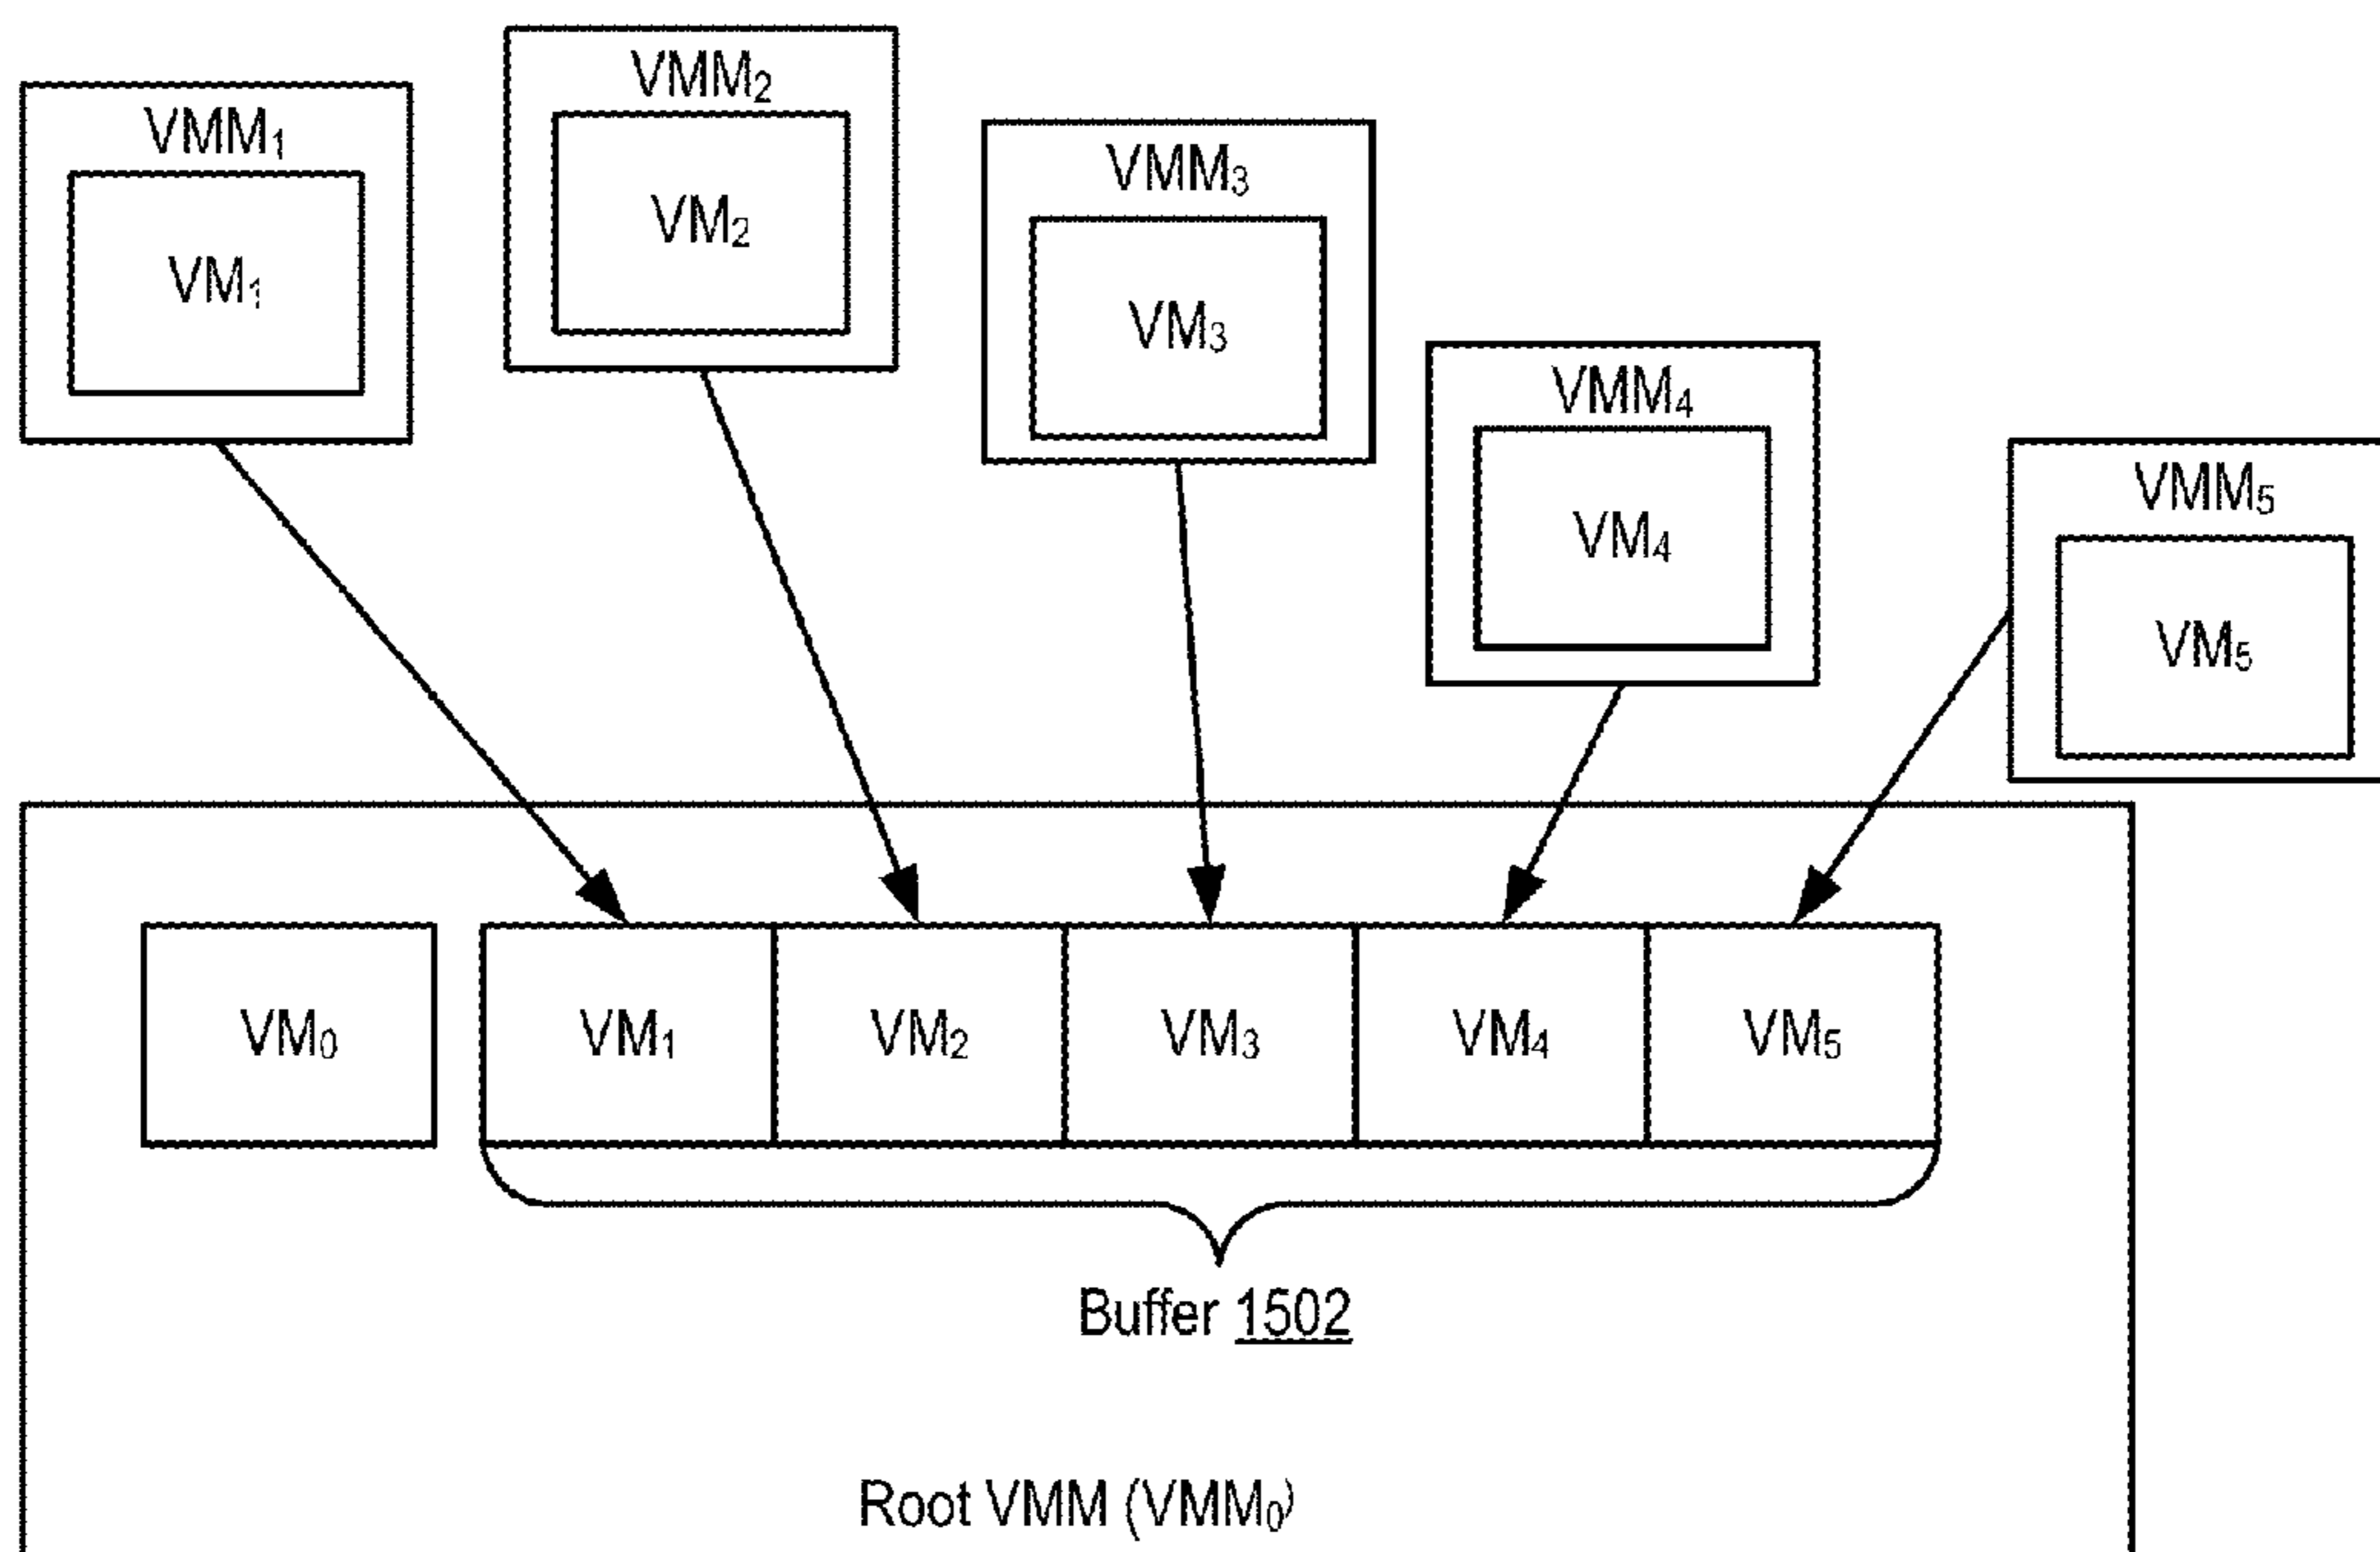 VMM₁
VM₁
VMM₂
VM₂
VMM₃
VM₃
VMM₄
VM₄
VMM₅
VM₅
VM₀
VM₁
VM₂
VM₃
VM₄
VM₅
Buffer 1502
Root VMM (VMM₀)